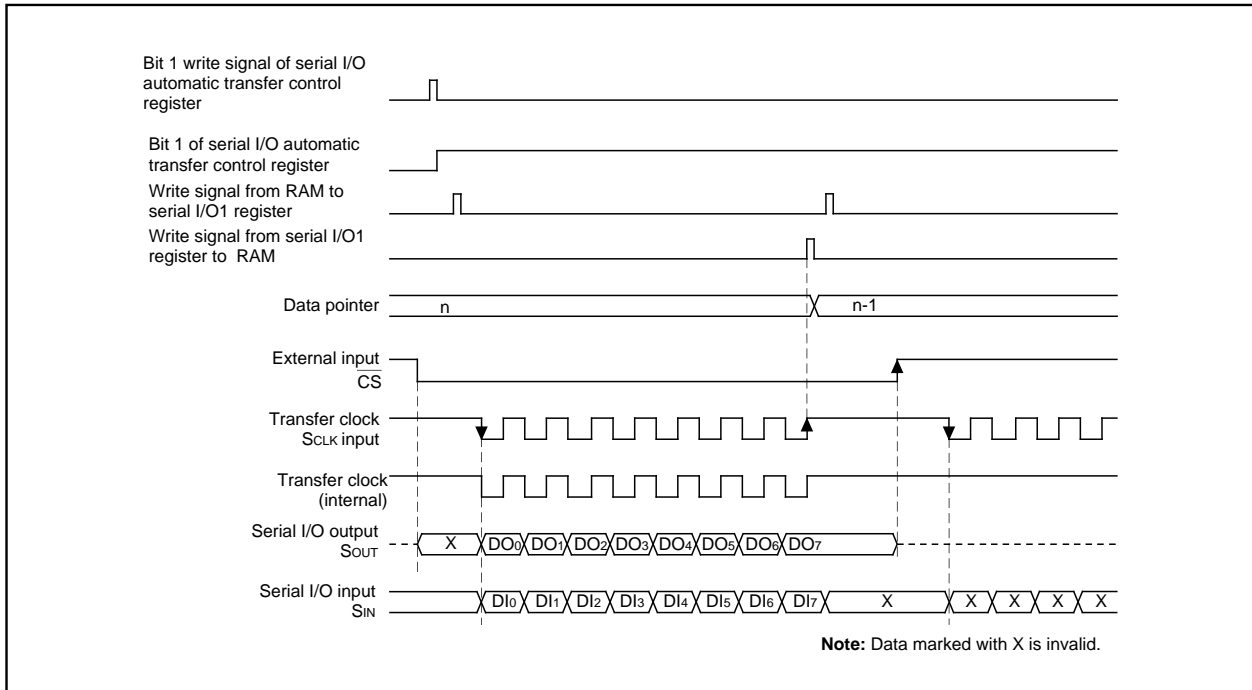 Bit 1 write signal of serial I/O
automatic transfer control
register
Bit 1 of serial I/O automatic
transfer control register
Write signal from RAM to
serial I/O1 register
Write signal from serial I/O1
register to RAM
Data pointer
n
n-1
External input
CS
Transfer clock
SCLK input
Transfer clock
(internal)
Serial I/O output
SOUT
X DO0 DO1 DO2 DO3 DO4 DO5 DO6 DO7
Serial I/O input
SIN
DI0 DI1 DI2 DI3 DI4 DI5 DI6 DI7 X X X X X
Note: Data marked with X is invalid.